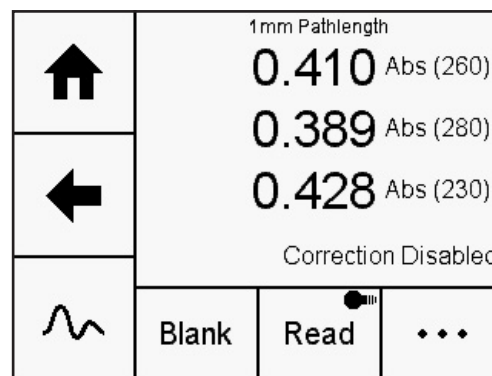 1mm Pathlength
0.410 Abs (260)
0.389 Abs (280)
0.428 Abs (230)
Correction Disabled
Blank
Read